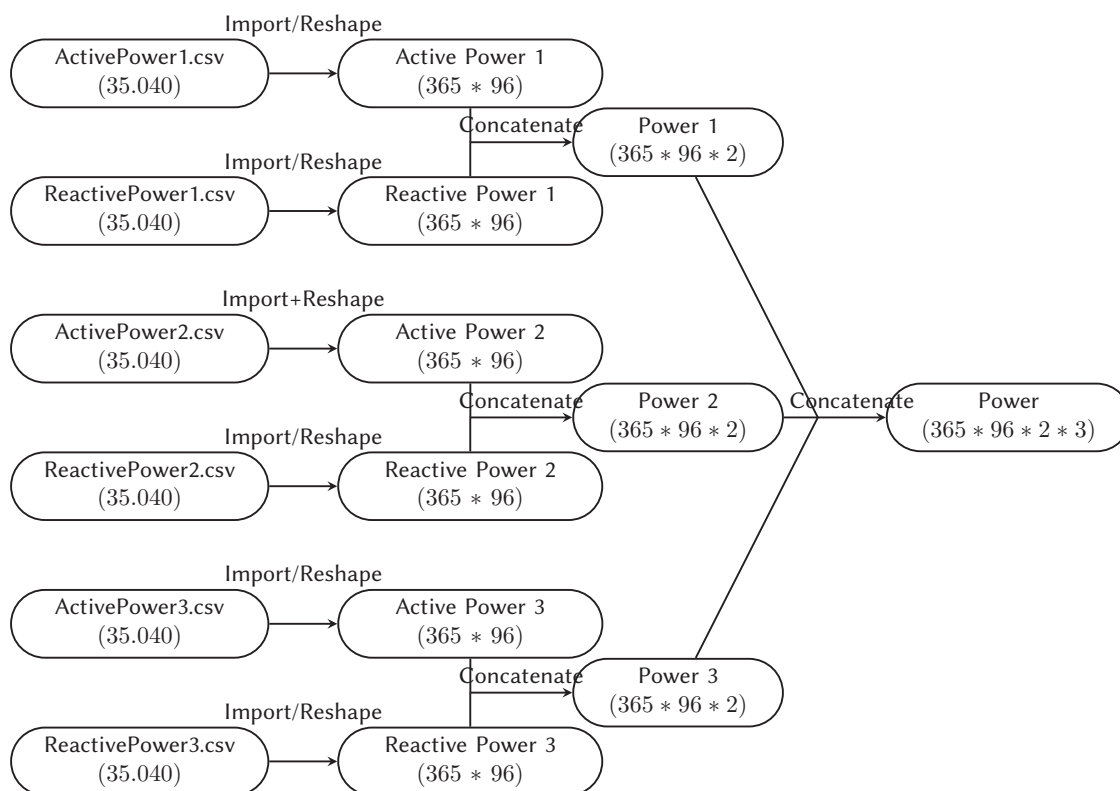 Import/Reshape
ActivePower1.csv
(35.040)
Active Power 1
(365 * 96)
Concatenate
Power 1
(365 * 96 * 2)
Import/Reshape
ReactivePower1.csv
(35.040)
Reactive Power 1
(365 * 96)
Import+Reshape
ActivePower2.csv
(35.040)
Active Power 2
(365 * 96)
Concatenate
Power 2
(365 * 96 * 2)
Concatenate
Power
(365 * 96 * 2 * 3)
Import/Reshape
ReactivePower2.csv
(35.040)
Reactive Power 2
(365 * 96)
Import/Reshape
ActivePower3.csv
(35.040)
Active Power 3
(365 * 96)
Concatenate
Power 3
(365 * 96 * 2)
Import/Reshape
ReactivePower3.csv
(35.040)
Reactive Power 3
(365 * 96)